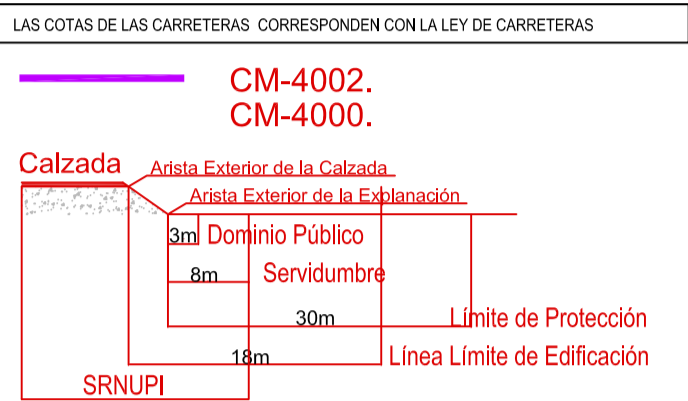 LAS COTAS DE LAS CARRETERAS CORRESPONDEN CON LA LEY DE CARRETERAS
CM-4002.
CM-4000.
Calzada
Arista Exterior de la Calzada
Arista Exterior de la Explanación
3m Dominio Público
8m Servidumbre
30m Límite de Protección
18m Línea Límite de Edificación
SRNUPI